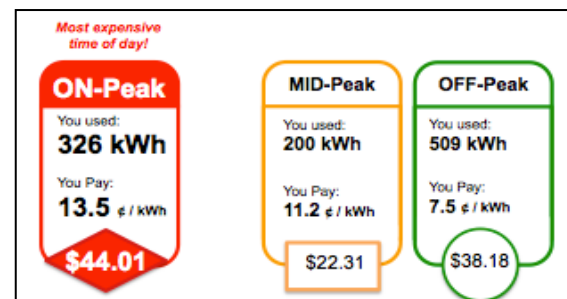 Most expensive
time of day!
ON-Peak
You used:
326 kWh
You Pay:
13.5 ¢ / kWh
$44.01
MID-Peak
You used:
200 kWh
You Pay:
11.2 ¢ / kWh
$22.31
OFF-Peak
You used:
509 kWh
You Pay:
7.5 ¢ / kWh
$38.18